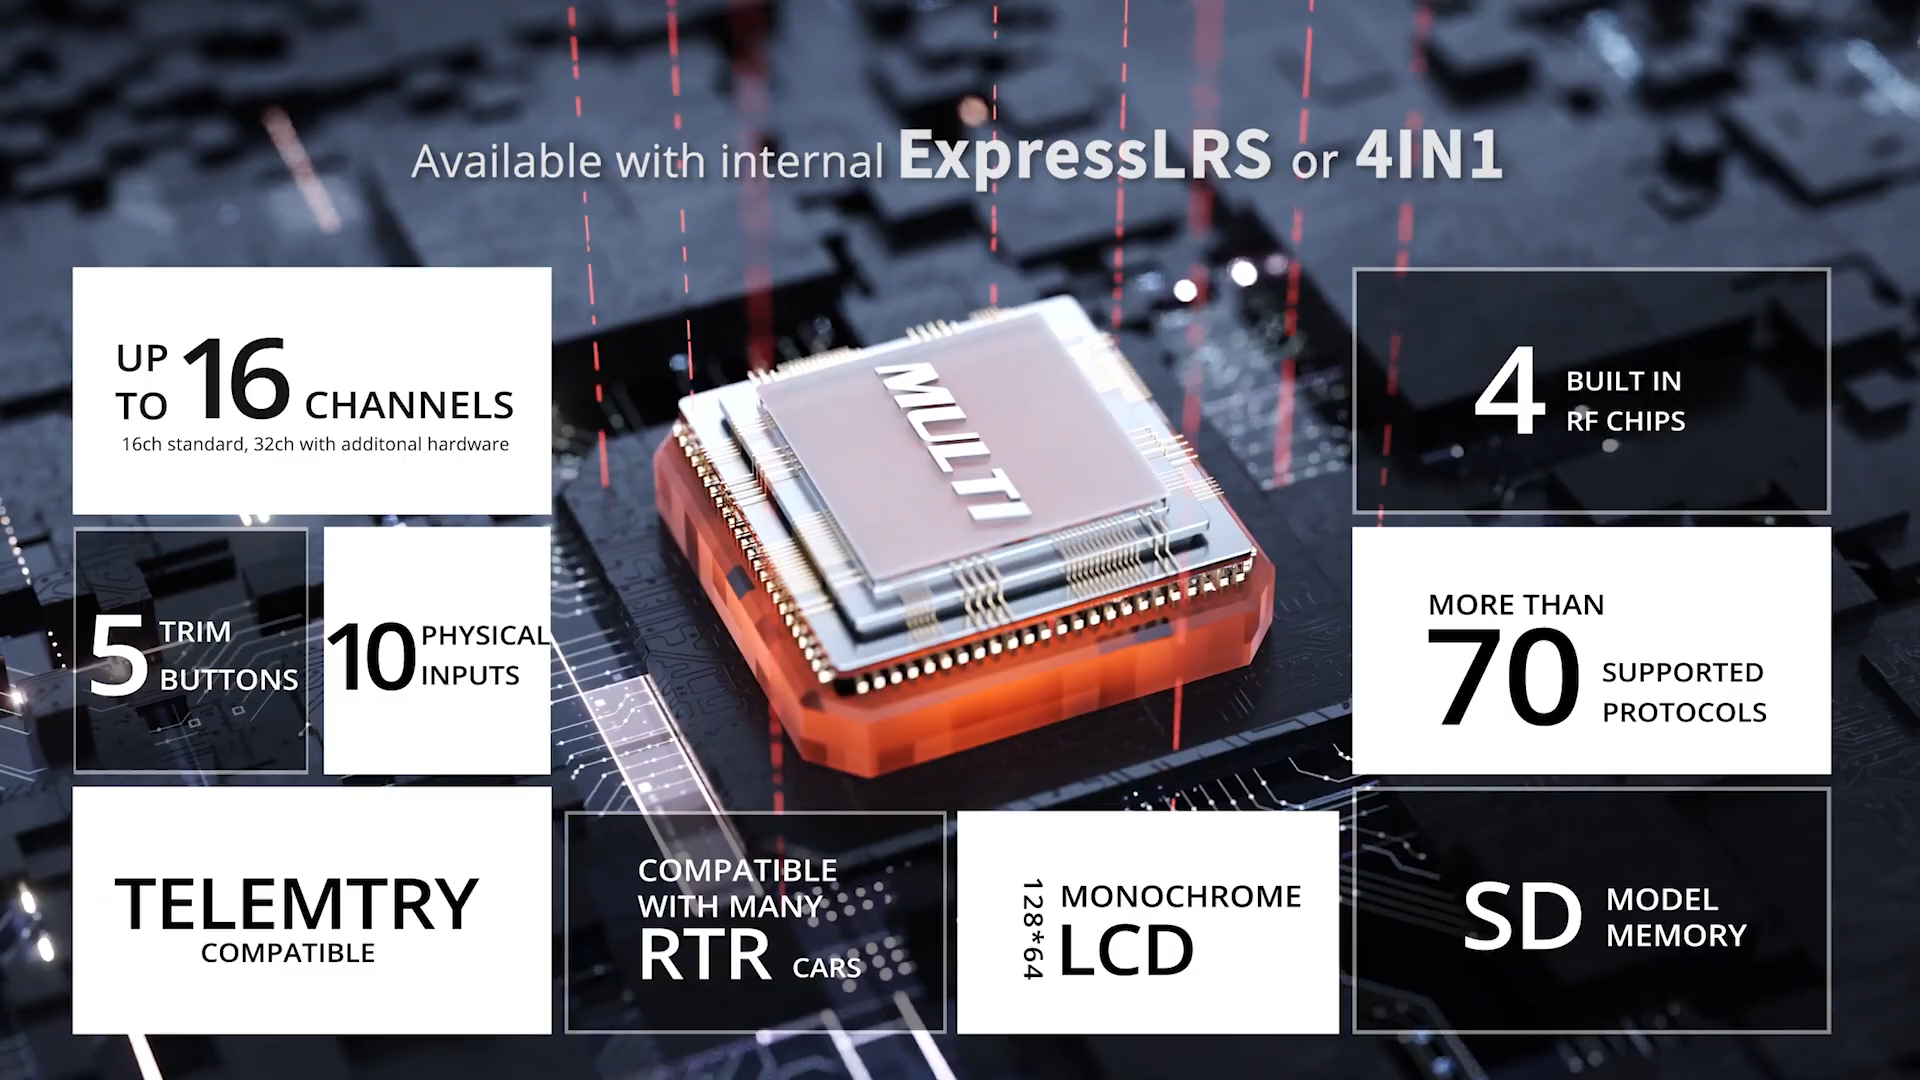 Available with internal ExpressLRS or 4IN1
UP TO 16 CHANNELS
16ch standard, 32ch with additonal hardware
5 TRIM BUTTONS
10 PHYSICAL INPUTS
TELEMTRY
COMPATIBLE
MULTI
COMPATIBLE
WITH MANY
RTR CARS
128*64
MONOCHROME
LCD
4 BUILT IN
RF CHIPS
MORE THAN
70 SUPPORTED
PROTOCOLS
SD MODEL
MEMORY